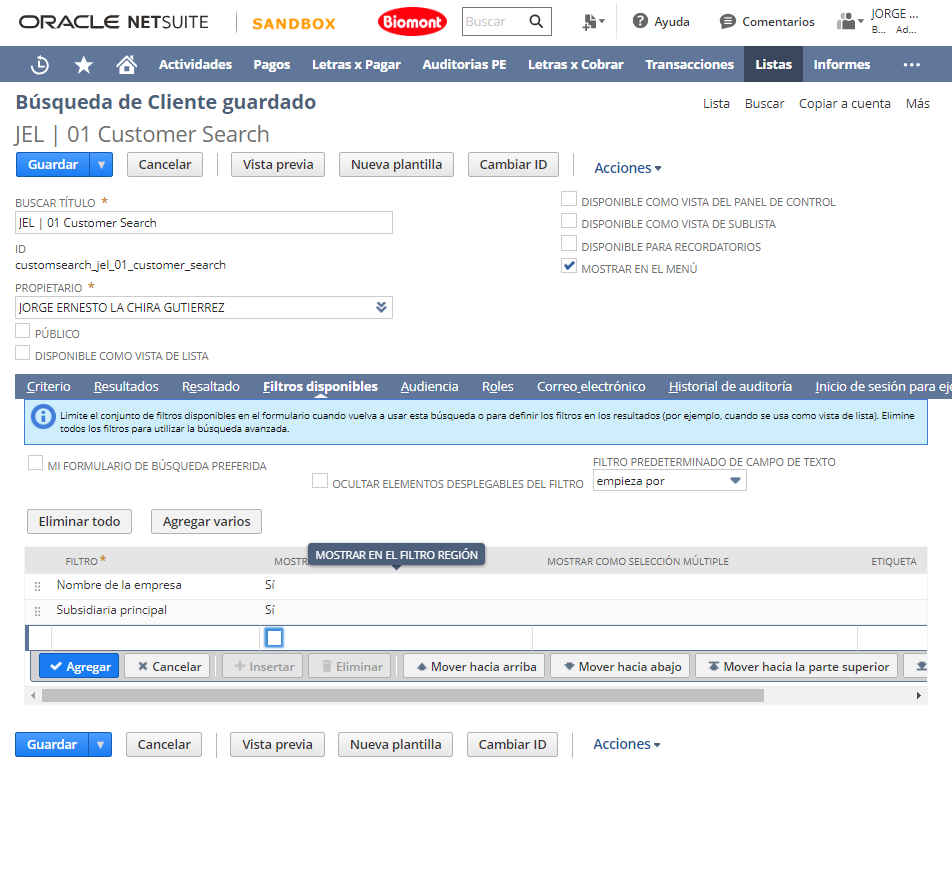 ORACLE NETSUITE SANDBOX Biomont Buscar Ayuda Comentarios JORGE ...
B... Ad...
Actividades Pagos Letras x Pagar Auditorias PE Letras x Cobrar Transacciones Listas Informes ...
Búsqueda de Cliente guardado Lista Buscar Copiar a cuenta Más
JEL | 01 Customer Search
Guardar Cancelar Vista previa Nueva plantilla Cambiar ID Acciones
BUSCAR TÍTULO * DISPONIBLE COMO VISTA DEL PANEL DE CONTROL
JEL | 01 Customer Search DISPONIBLE COMO VISTA DE SUBLISTA
ID DISPONIBLE PARA RECORDATORIOS
customsearch_jel_01_customer_search MOSTRAR EN EL MENÚ
PROPIETARIO *
JORGE ERNESTO LA CHIRA GUTIERREZ
PÚBLICO
DISPONIBLE COMO VISTA DE LISTA
Criterio Resultados Resaltado Filtros disponibles Audiencia Roles Correo electrónico Historial de auditoría Inicio de sesión para eje
Limite el conjunto de filtros disponibles en el formulario cuando vuelva a usar esta búsqueda o para definir los filtros en los resultados (por ejemplo, cuando se usa como vista de lista). Elimine
todos los filtros para utilizar la búsqueda avanzada.
MI FORMULARIO DE BÚSQUEDA PREFERIDA
OCULTAR ELEMENTOS DESPLEGABLES DEL FILTRO
FILTRO PREDETERMINADO DE CAMPO DE TEXTO
empieza por
Eliminar todo Agregar varios
MOSTRAR EN EL FILTRO REGIÓN
FILTRO * MOSTR MOSTRAR COMO SELECCIÓN MÚLTIPLE ETIQUETA
Nombre de la empresa Sí
Subsidiaria principal Sí
Agregar Cancelar Insertar Eliminar Mover hacia arriba Mover hacia abajo Mover hacia la parte superior
Guardar Cancelar Vista previa Nueva plantilla Cambiar ID Acciones